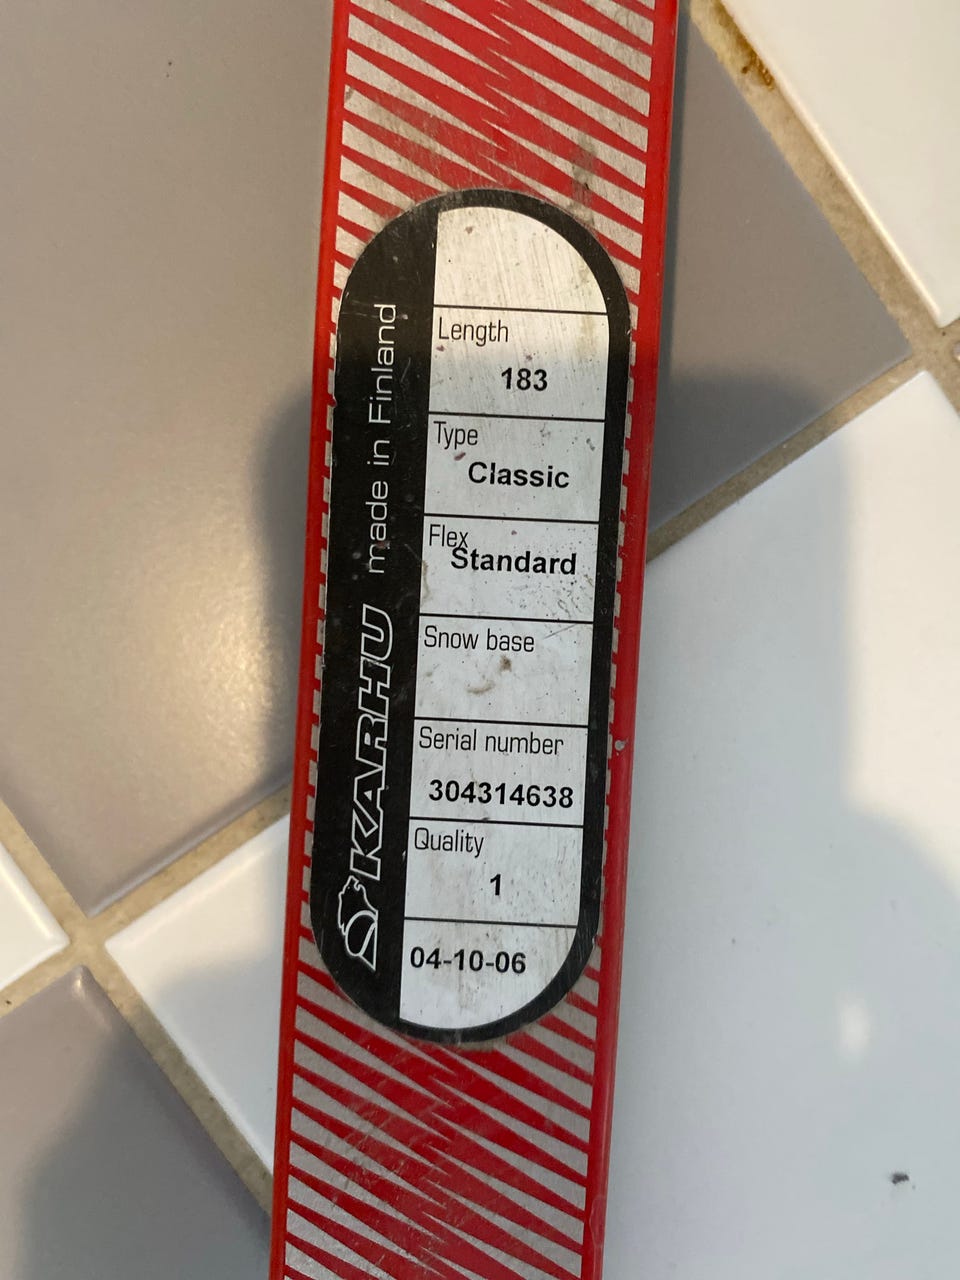 Length
183
Type
Classic
Flex
Standard
Snow base
Serial number
304314638
Quality
1
04-10-06
KARHU made in Finland